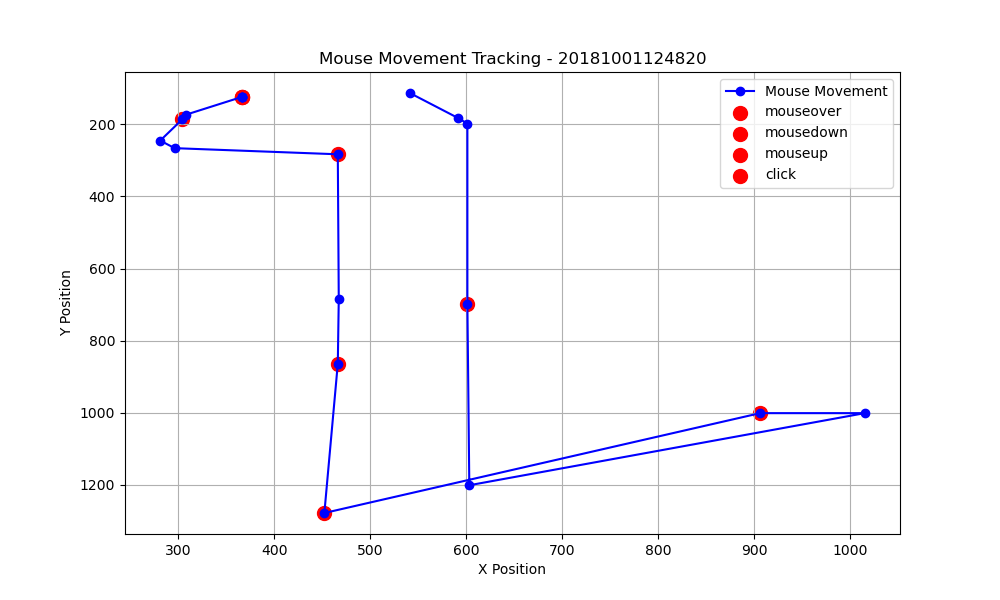 Mouse Movement Tracking - 20181001124820
Mouse Movement
mouseover
mousedown
mouseup
click
Y Position
200
400
600
800
1000
1200
300 400 500 600 700 800 900 1000
X Position